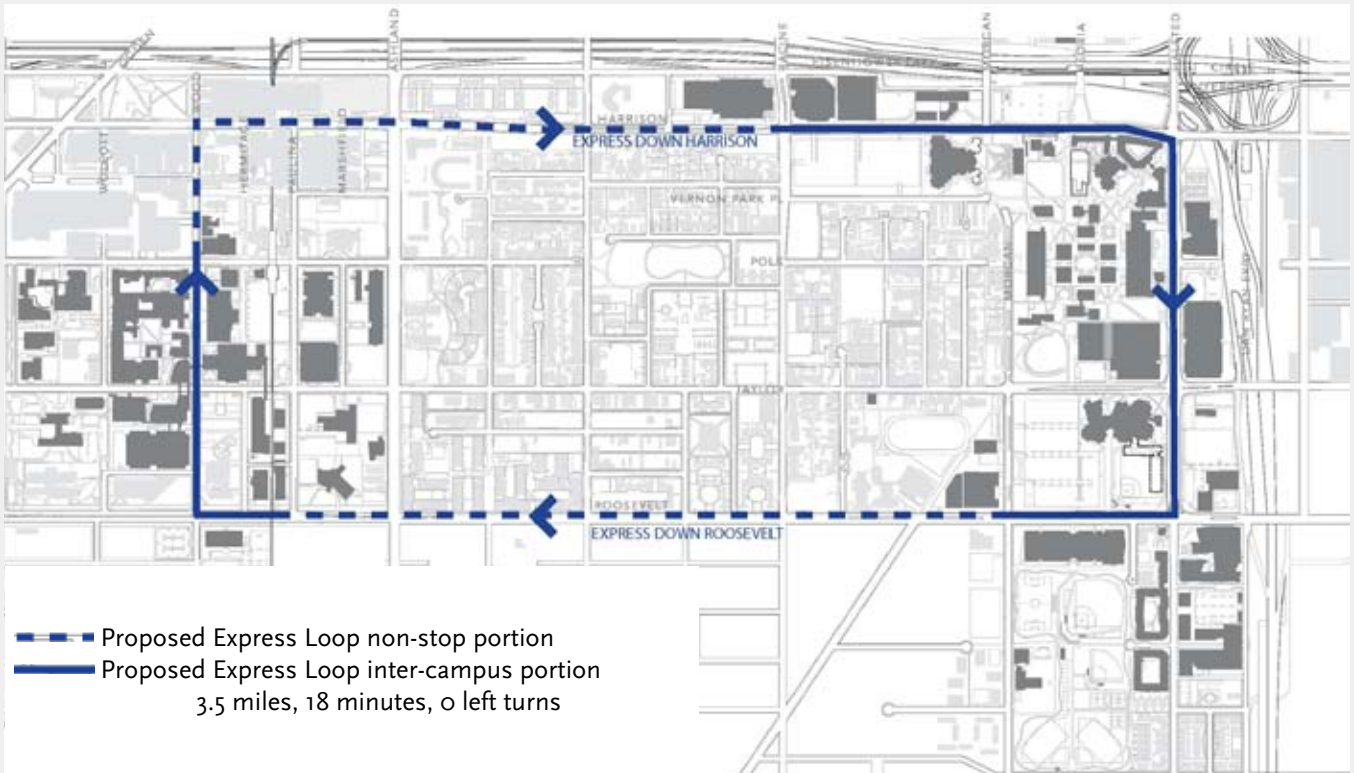 ASHLAND
HARRISON
EXPRESS DOWN HARRISON
WOLCOTT
HERMITAGE
PAULINA
MARSHFIELD
VERNON PARK PL
POLK
MORGAN
TAYLOR
ROOSEVELT
EXPRESS DOWN ROOSEVELT
Proposed Express Loop non-stop portion
Proposed Express Loop inter-campus portion
3.5 miles, 18 minutes, 0 left turns